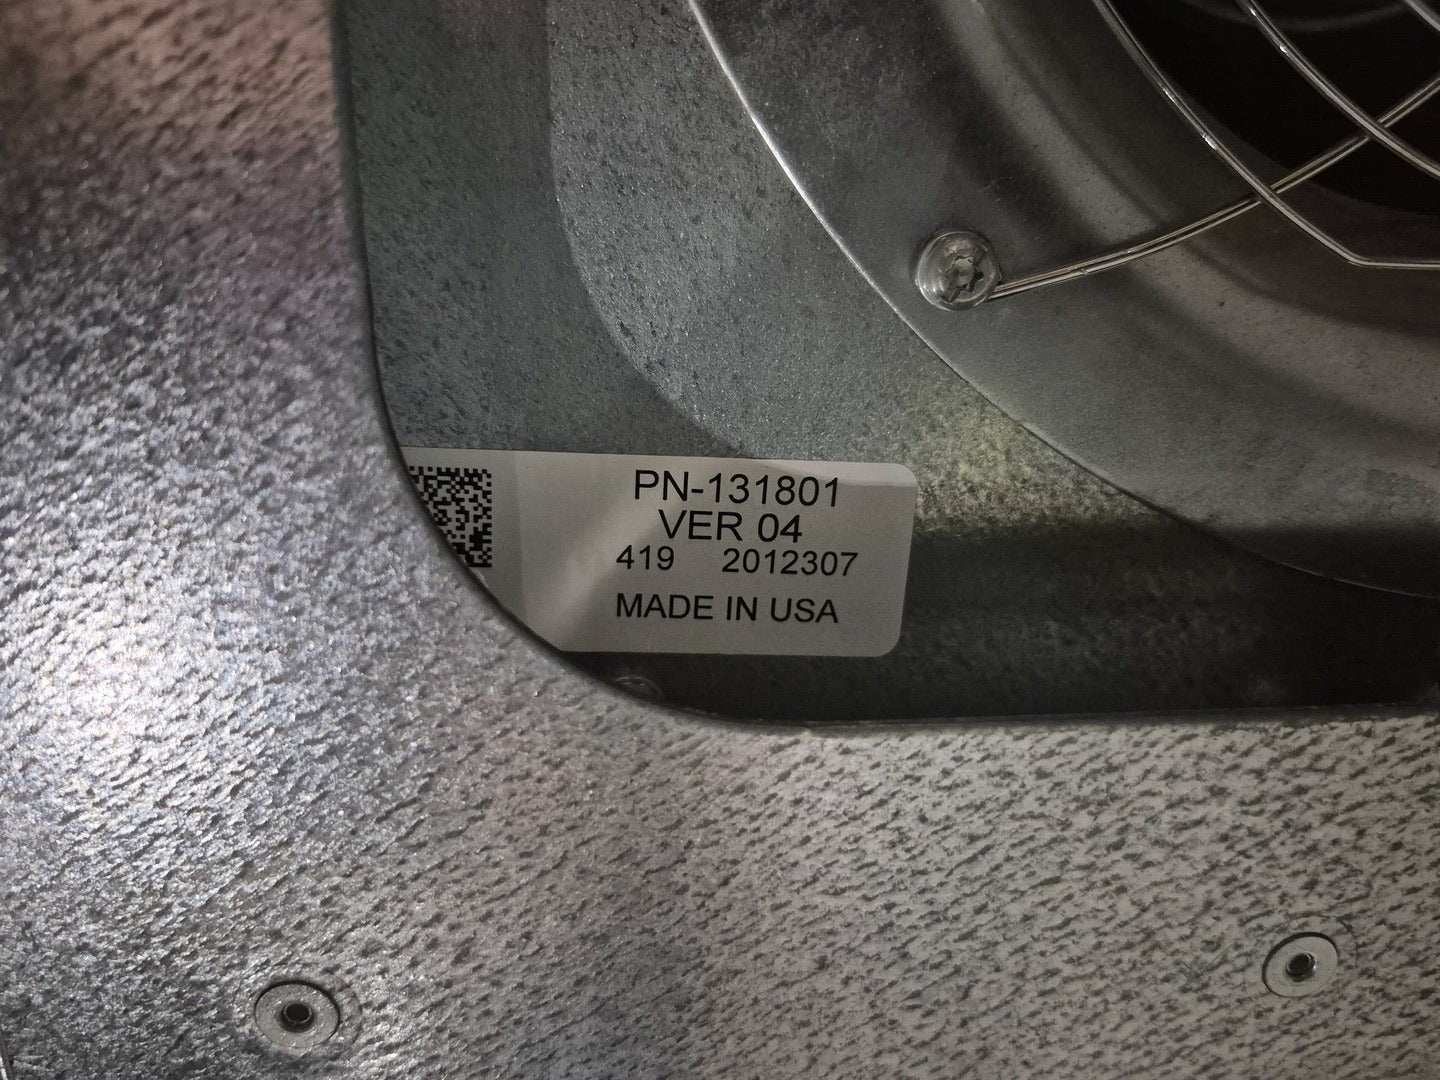 PN-131801
VER 04
419 2012307
MADE IN USA